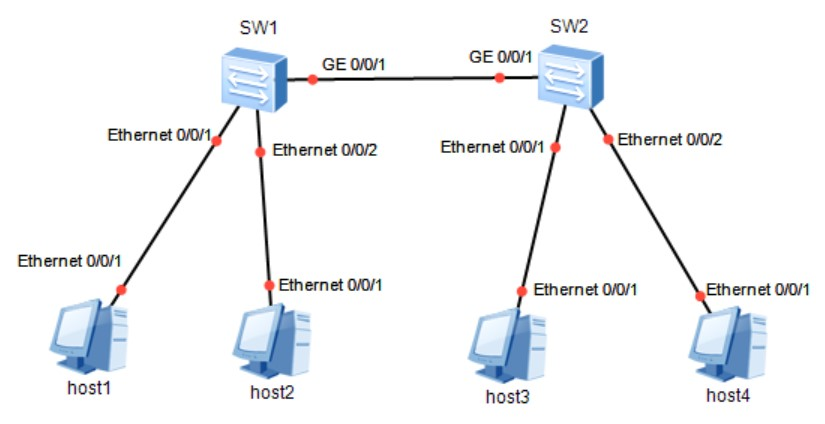 SW1
SW2
GE 0/0/1
GE 0/0/1
Ethernet 0/0/1
Ethernet 0/0/2
Ethernet 0/0/1
Ethernet 0/0/2
Ethernet 0/0/1
Ethernet 0/0/1
Ethernet 0/0/1
Ethernet 0/0/1
host1
host2
host3
host4